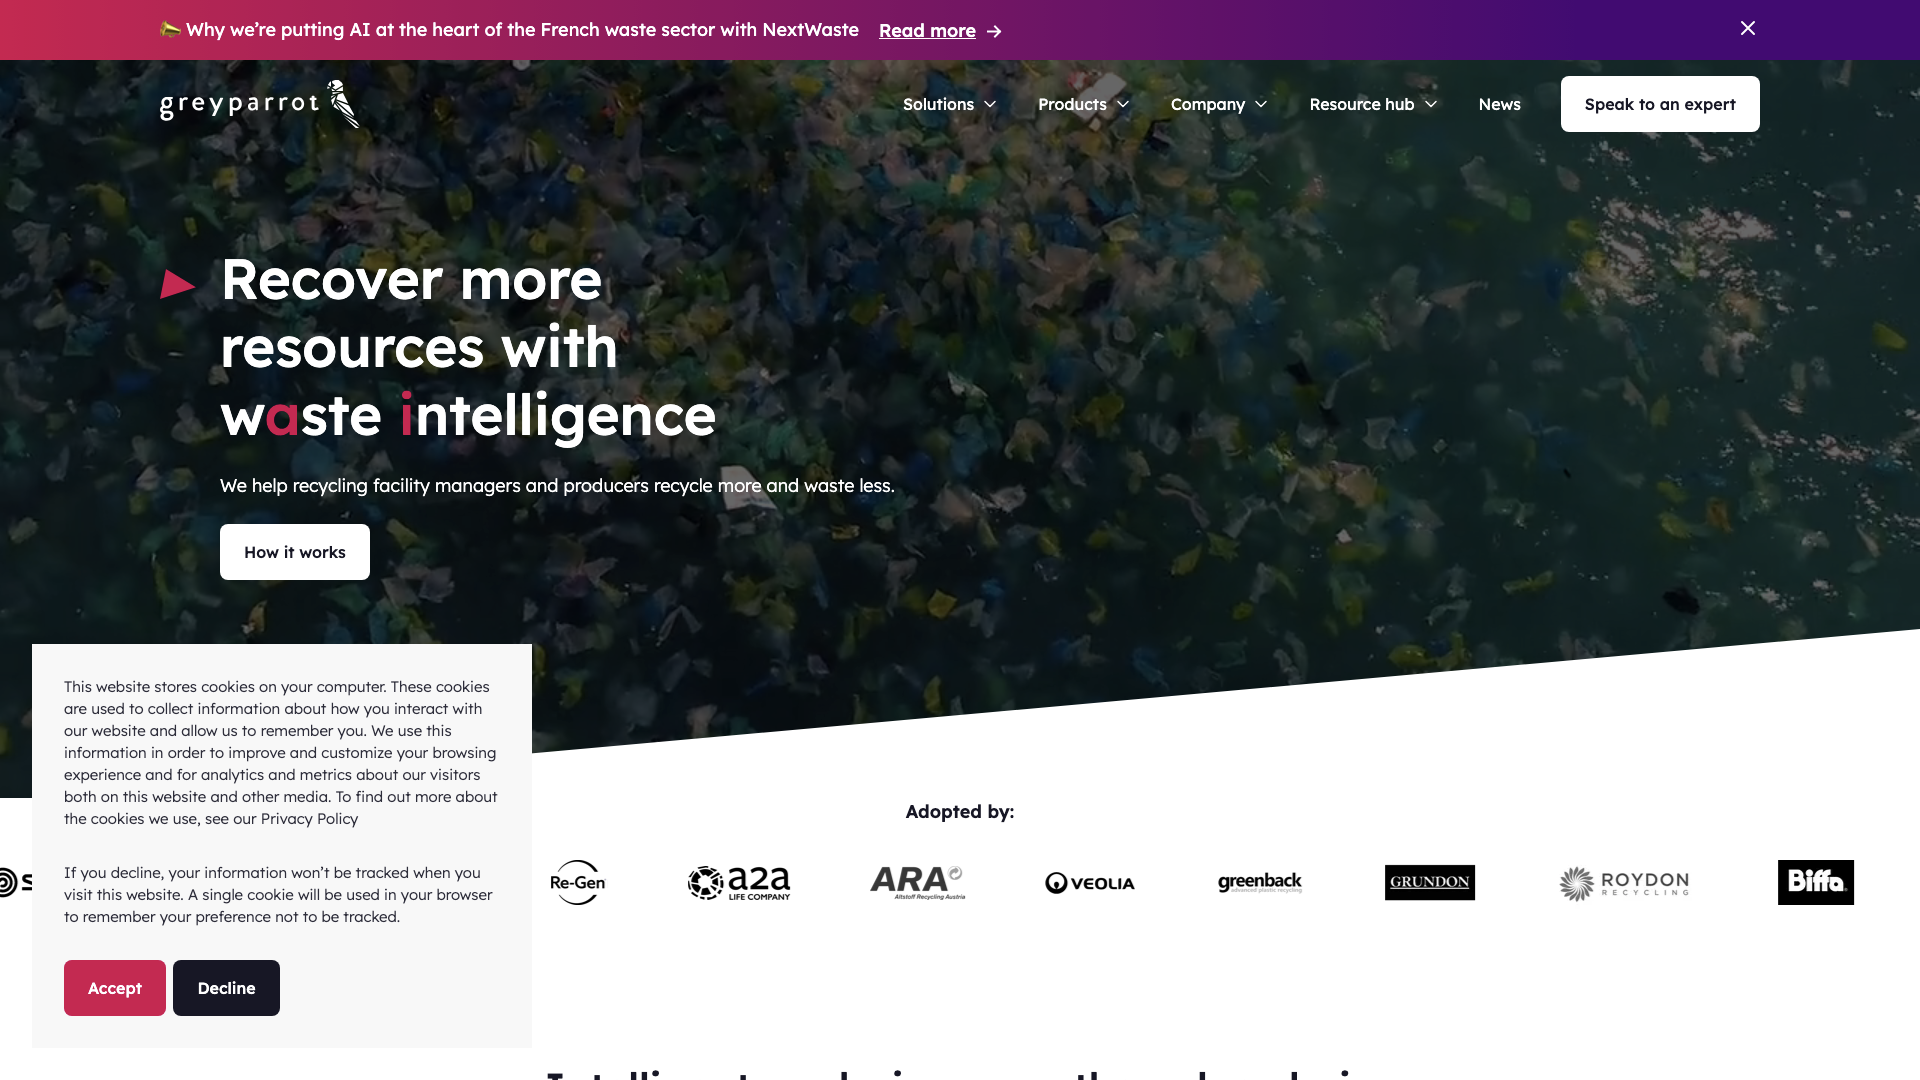 Why we're putting AI at the heart of the French waste sector with NextWaste Read more
greyparrot
Solutions
Products
Company
Resource hub
News
Speak to an expert
Recover more
resources with
waste intelligence
We help recycling facility managers and producers recycle more and waste less.
How it works
This website stores cookies on your computer. These cookies
are used to collect information about how you interact with
our website and allow us to remember you. We use this
information in order to improve and customize your browsing
experience and for analytics and metrics about our visitors
both on this website and other media. To find out more about
the cookies we use, see our Privacy Policy
If you decline, your information won't be tracked when you
visit this website. A single cookie will be used in your browser
to remember your preference not to be tracked.
Accept
Decline
Adopted by:
Re-Gen
a2a
LIFE COMPANY
ARA
Altstoff Recycling Austria
VEOLIA
greenback
advanced plastic recycling
GRUNDON
ROYDON
RECYCLING
Biffa